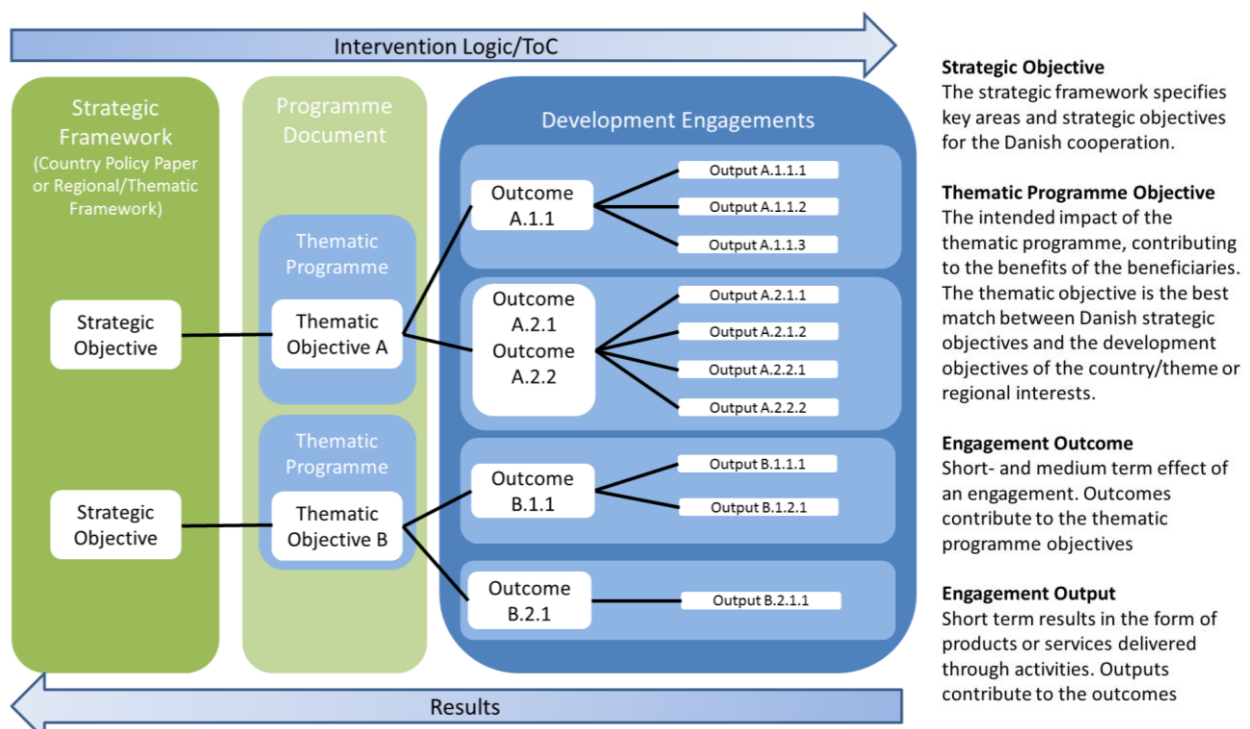 Intervention Logic/ToC
Strategic
Framework
(Country Policy Paper
or Regional/Thematic
Framework)
Strategic
Objective
Strategic
Objective
Programme
Document
Thematic
Programme
Thematic
Objective A
Thematic
Programme
Thematic
Objective B
Development Engagements
Outcome
A.1.1
Output A.1.1.1
Output A.1.1.2
Output A.1.1.3
Outcome
A.2.1
Outcome
A.2.2
Output A.2.1.1
Output A.2.1.2
Output A.2.2.1
Output A.2.2.2
Outcome
B.1.1
Output B.1.1.1
Output B.1.2.1
Outcome
B.2.1
Output B.2.1.1
Results
Strategic Objective
The strategic framework specifies
key areas and strategic objectives
for the Danish cooperation.
Thematic Programme Objective
The intended impact of the
thematic programme, contributing
to the benefits of the beneficiaries.
The thematic objective is the best
match between Danish strategic
objectives and the development
objectives of the country/theme or
regional interests.
Engagement Outcome
Short- and medium term effect of
an engagement. Outcomes
contribute to the thematic
programme objectives
Engagement Output
Short term results in the form of
products or services delivered
through activities. Outputs
contribute to the outcomes